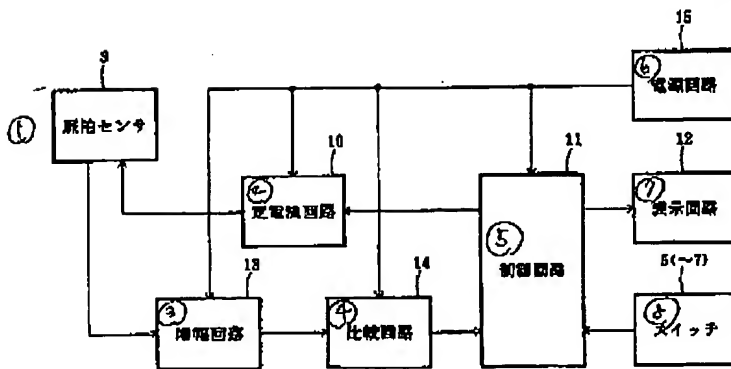 15
⑥
電源回路
9
①
脈拍センサ
10
②
定電流回路
11
⑤
制御回路
12
⑦
表示回路
5(~7)
⑧
スイッチ
13
③
増幅回路
14
④
比較回路